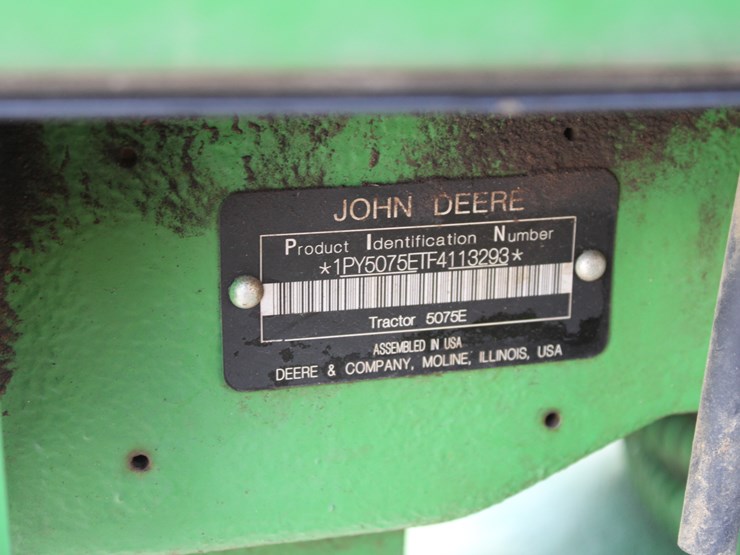 JOHN DEERE
Product Identification Number
*1PY5075ETF4113293*
Tractor 5075E
ASSEMBLED IN USA
DEERE & COMPANY, MOLINE, ILLINOIS, USA